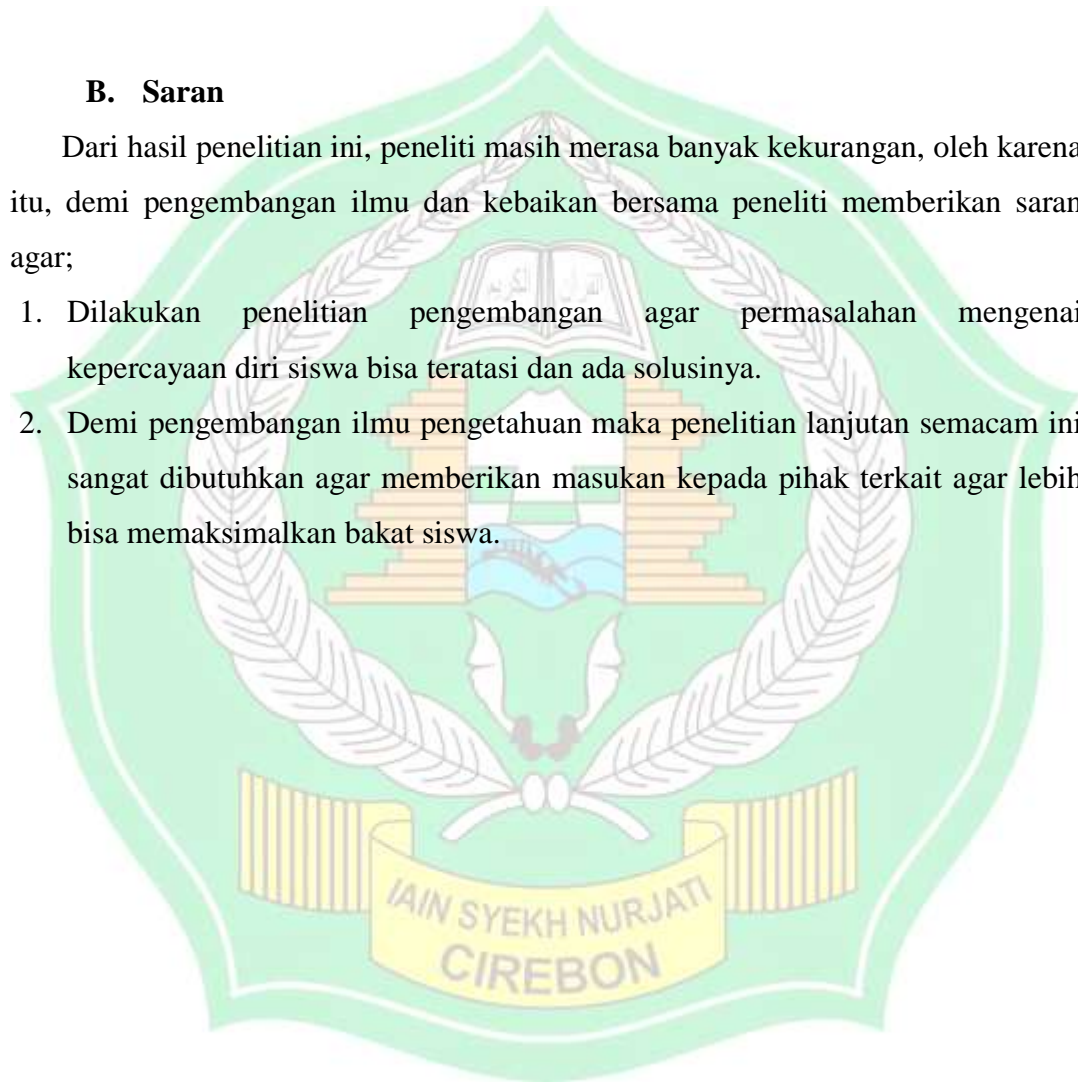 B. Saran
Dari hasil penelitian ini, peneliti masih merasa banyak kekurangan, oleh karena
itu, demi pengembangan ilmu dan kebaikan bersama peneliti memberikan saran
agar;
1. Dilakukan penelitian pengembangan agar permasalahan mengenai
kepercayaan diri siswa bisa teratasi dan ada solusinya.
2. Demi pengembangan ilmu pengetahuan maka penelitian lanjutan semacam ini
sangat dibutuhkan agar memberikan masukan kepada pihak terkait agar lebih
bisa memaksimalkan bakat siswa.
القرآن الكريم
IAIN SYEKH NURJATI
CIREBON